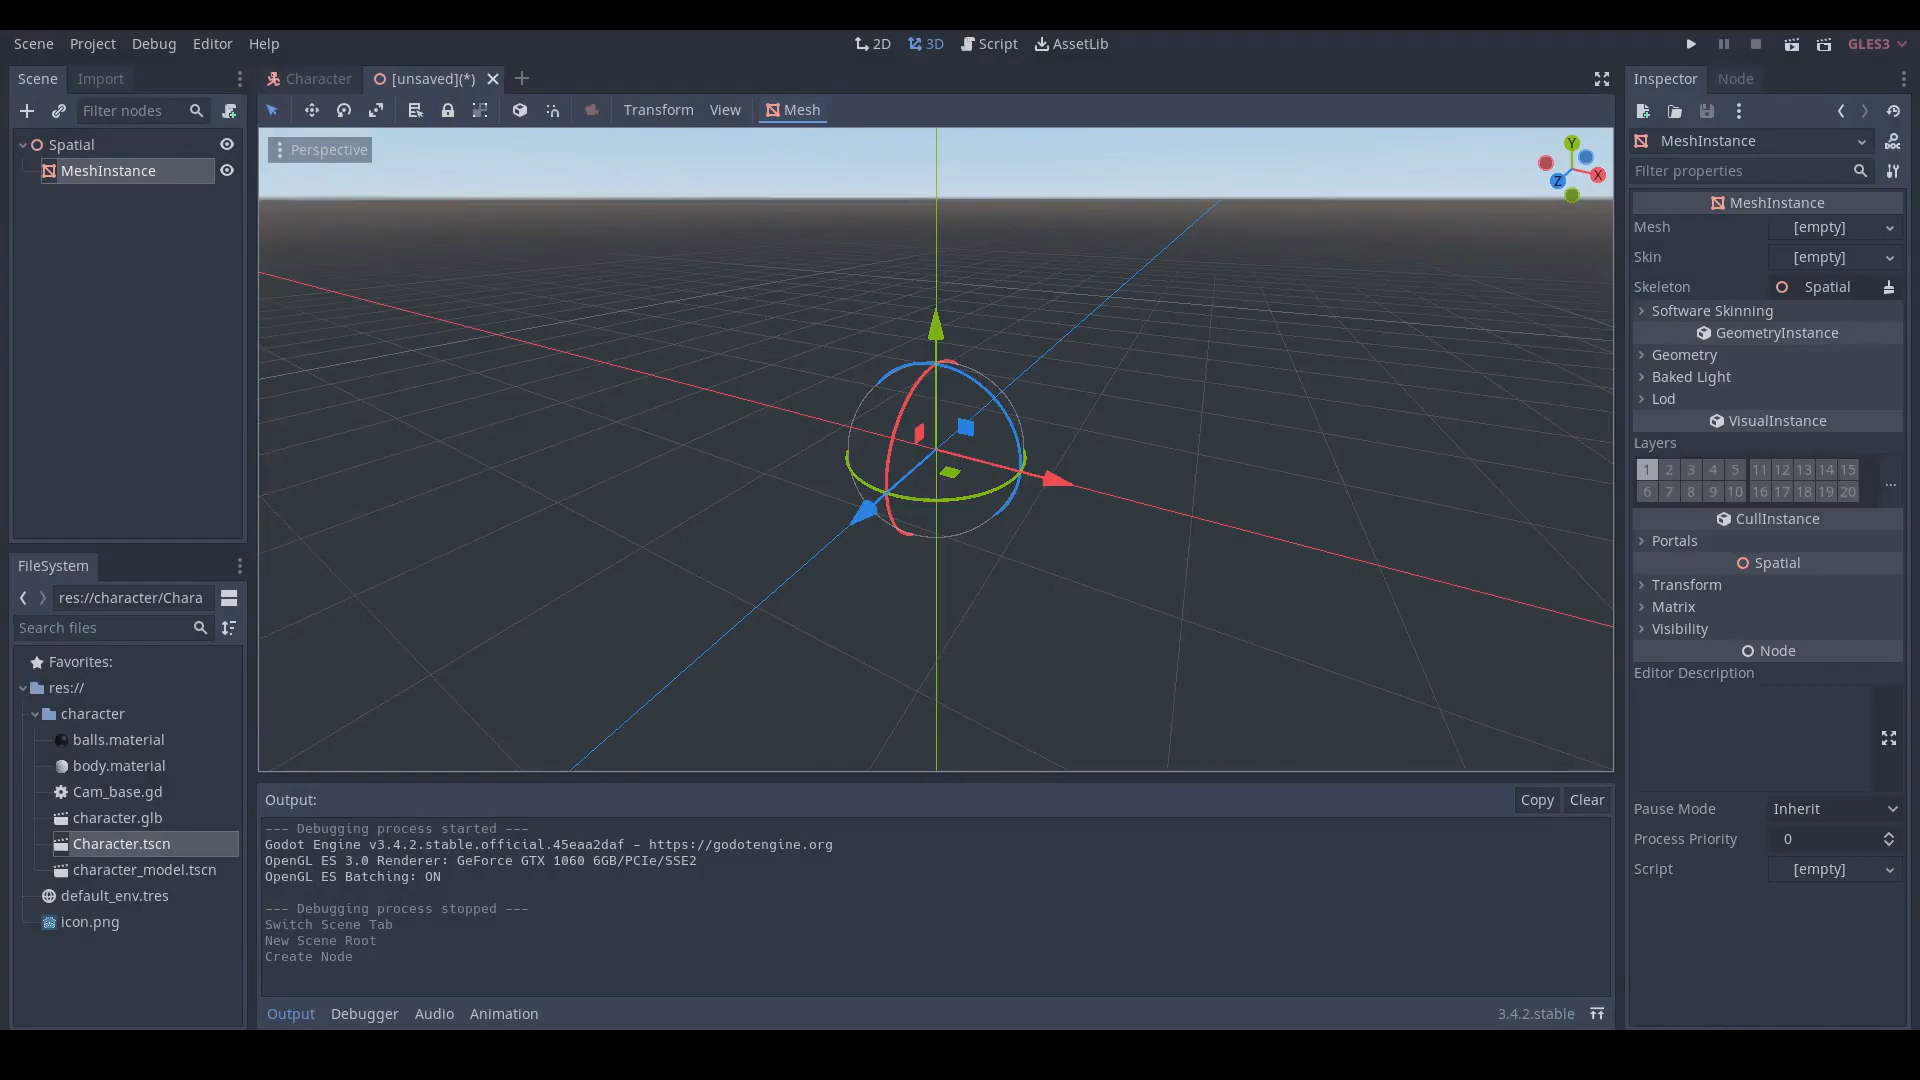 Scene Project Debug Editor Help
2D 3D Script AssetLib
GLES3
Scene Import
Character [unsaved](*)
Inspector Node
Filter nodes
Transform View Mesh
Spatial
MeshInstance
Perspective
Y
X
Z
MeshInstance
Filter properties
MeshInstance
Mesh [empty]
Skin [empty]
Skeleton Spatial
Software Skinning
GeometryInstance
Geometry
Baked Light
Lod
VisualInstance
Layers
1 2 3 4 5 11 12 13 14 15
6 7 8 9 10 16 17 18 19 20
...
CullInstance
Portals
Spatial
Transform
Matrix
Visibility
Node
Editor Description
Pause Mode Inherit
Process Priority 0
Script [empty]
FileSystem
res://character/Chara
Search files
Favorites:
res://
character
balls.material
body.material
Cam_base.gd
character.glb
Character.tscn
character_model.tscn
default_env.tres
icon.png
Output: Copy Clear
--- Debugging process started ---
Godot Engine v3.4.2.stable.official.45eaa2daf - https://godotengine.org
OpenGL ES 3.0 Renderer: GeForce GTX 1060 6GB/PCIe/SSE2
OpenGL ES Batching: ON
--- Debugging process stopped ---
Switch Scene Tab
New Scene Root
Create Node
Output Debugger Audio Animation 3.4.2.stable